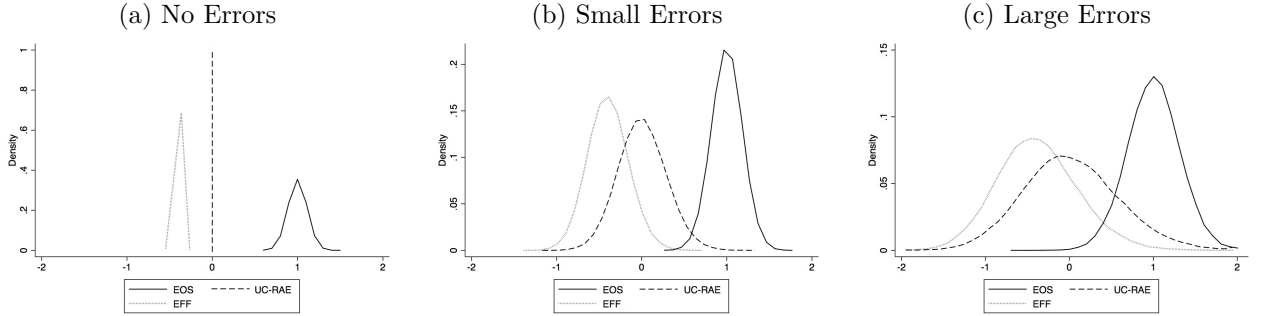 (a) No Errors
Density
1
.8
.6
.4
.2
0
-2
-1
0
1
2
EOS
UC-RAE
EFF
(b) Small Errors
Density
.2
.15
.1
.05
0
-2
-1
0
1
2
EOS
UC-RAE
EFF
(c) Large Errors
Density
.15
.1
.05
0
-2
-1
0
1
2
EOS
UC-RAE
EFF